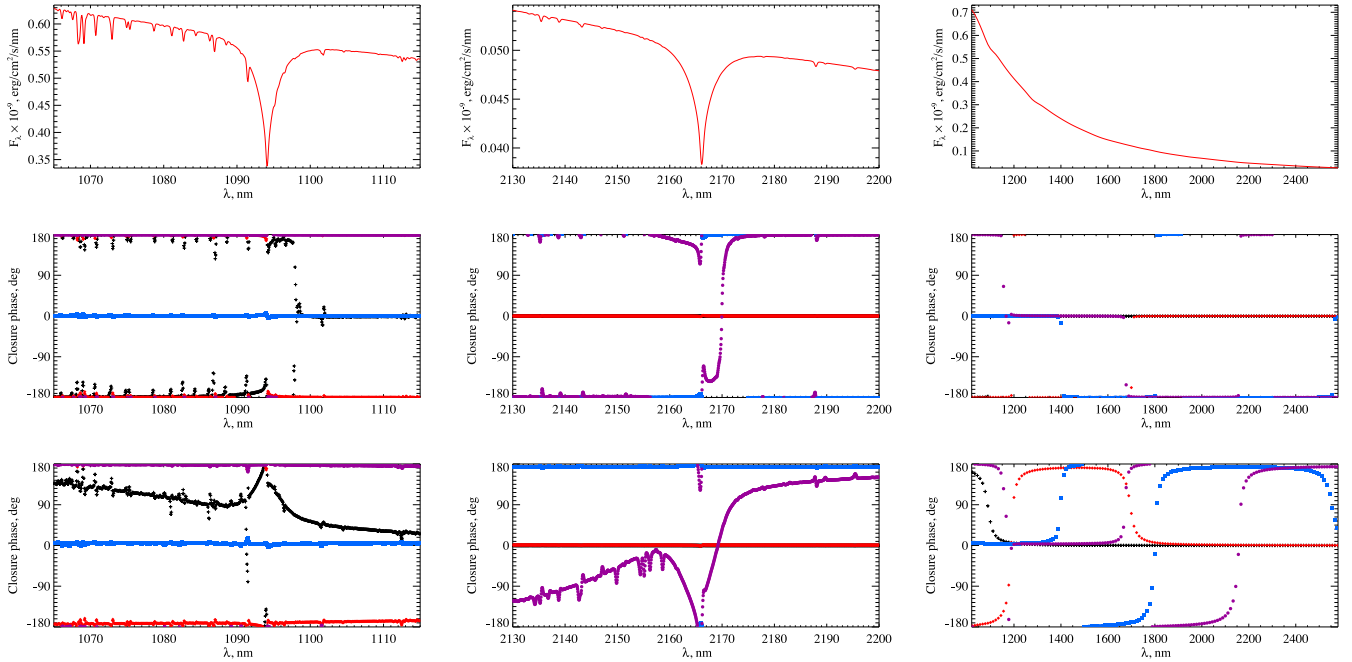 F_λ × 10⁻⁹, erg/cm²/s/nm
0.60
0.55
0.50
0.45
0.40
0.35
1070 1080 1090 1100 1110
λ, nm
F_λ × 10⁻⁹, erg/cm²/s/nm
0.050
0.044
0.040
2130 2140 2150 2160 2170 2180 2190 2200
λ, nm
F_λ × 10⁻⁹, erg/cm²/s/nm
0.7
0.6
0.5
0.4
0.3
0.2
0.1
1200 1400 1600 1800 2000 2200 2400
λ, nm
Closure phase, deg
180
90
0
-90
-180
1070 1080 1090 1100 1110
λ, nm
Closure phase, deg
180
90
0
-90
-180
2130 2140 2150 2160 2170 2180 2190 2200
λ, nm
Closure phase, deg
180
90
0
-90
-180
1200 1400 1600 1800 2000 2200 2400
λ, nm
Closure phase, deg
180
90
0
-90
-180
1070 1080 1090 1100 1110
λ, nm
Closure phase, deg
180
90
0
-90
-180
2130 2140 2150 2160 2170 2180 2190 2200
λ, nm
Closure phase, deg
180
90
0
-90
-180
1200 1400 1600 1800 2000 2200 2400
λ, nm